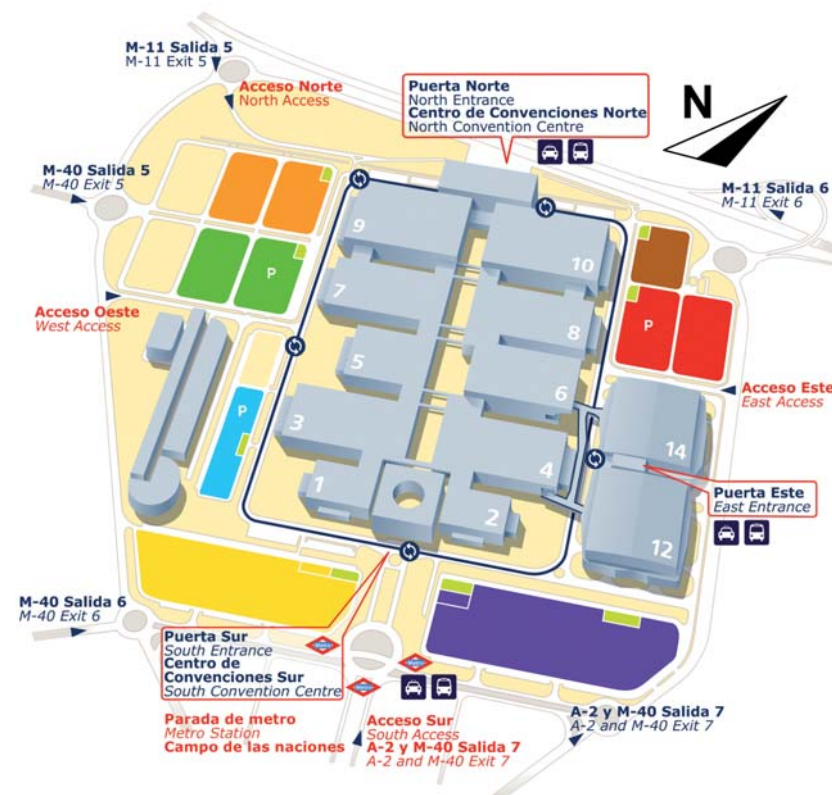 M-11 Salida 5
M-11 Exit 5
Acceso Norte
North Access
Puerta Norte
North Entrance
Centro de Convenciones Norte
North Convention Centre
N
M-40 Salida 5
M-40 Exit 5
M-11 Salida 6
M-11 Exit 6
9
10
P
7
Acceso Oeste
West Access
8
P
5
6
Acceso Este
East Access
P
3
14
4
1
2
Puerta Este
East Entrance
12
M-40 Salida 6
M-40 Exit 6
Puerta Sur
South Entrance
Centro de
Convenciones Sur
South Convention Centre
Parada de metro
Metro Station
Campo de las naciones
Acceso Sur
South Access
A-2 y M-40 Salida 7
A-2 and M-40 Exit 7
A-2 y M-40 Salida 7
A-2 and M-40 Exit 7